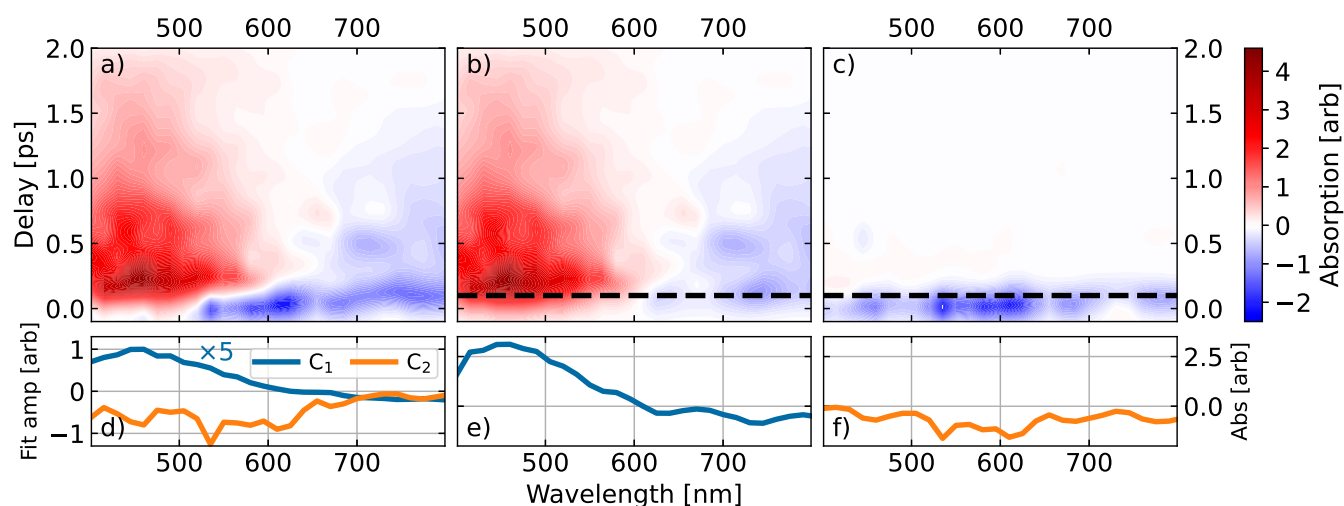 500 600 700 500 600 700 500 600 700
a) b) c)
2.0
1.5
1.0
0.5
0.0
Delay [ps]
2.0
1.5
1.0
0.5
0.0
4
3
2
1
0
−1
−2
Absorption [arb]
1
0
−1
Fit amp [arb]
×5 C₁ C₂
d) e) f)
2.5
0.0
Abs [arb]
500 600 700 500 600 700 500 600 700
Wavelength [nm]